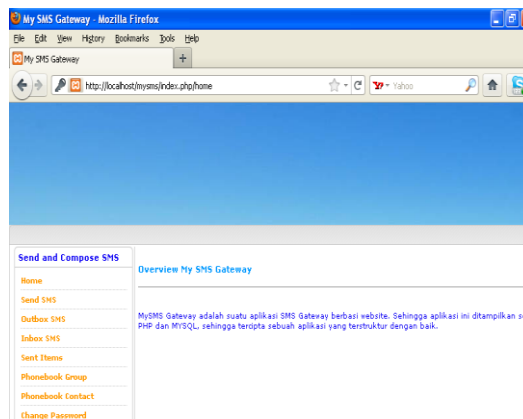 My SMS Gateway - Mozilla Firefox
File Edit View History Bookmarks Tools Help
My SMS Gateway
http://localhost/mysms/index.php/home
Yahoo
Send and Compose SMS
Home
Send SMS
Outbox SMS
Inbox SMS
Sent Items
Phonebook Group
Phonebook Contact
Change Password
Overview My SMS Gateway
MySMS Gateway adalah suatu aplikasi SMS Gateway berbasi website. Sehingga aplikasi ini ditampilkan
PHP dan MYSQL, sehingga tercipta sebuah aplikasi yang terstruktur dengan baik.